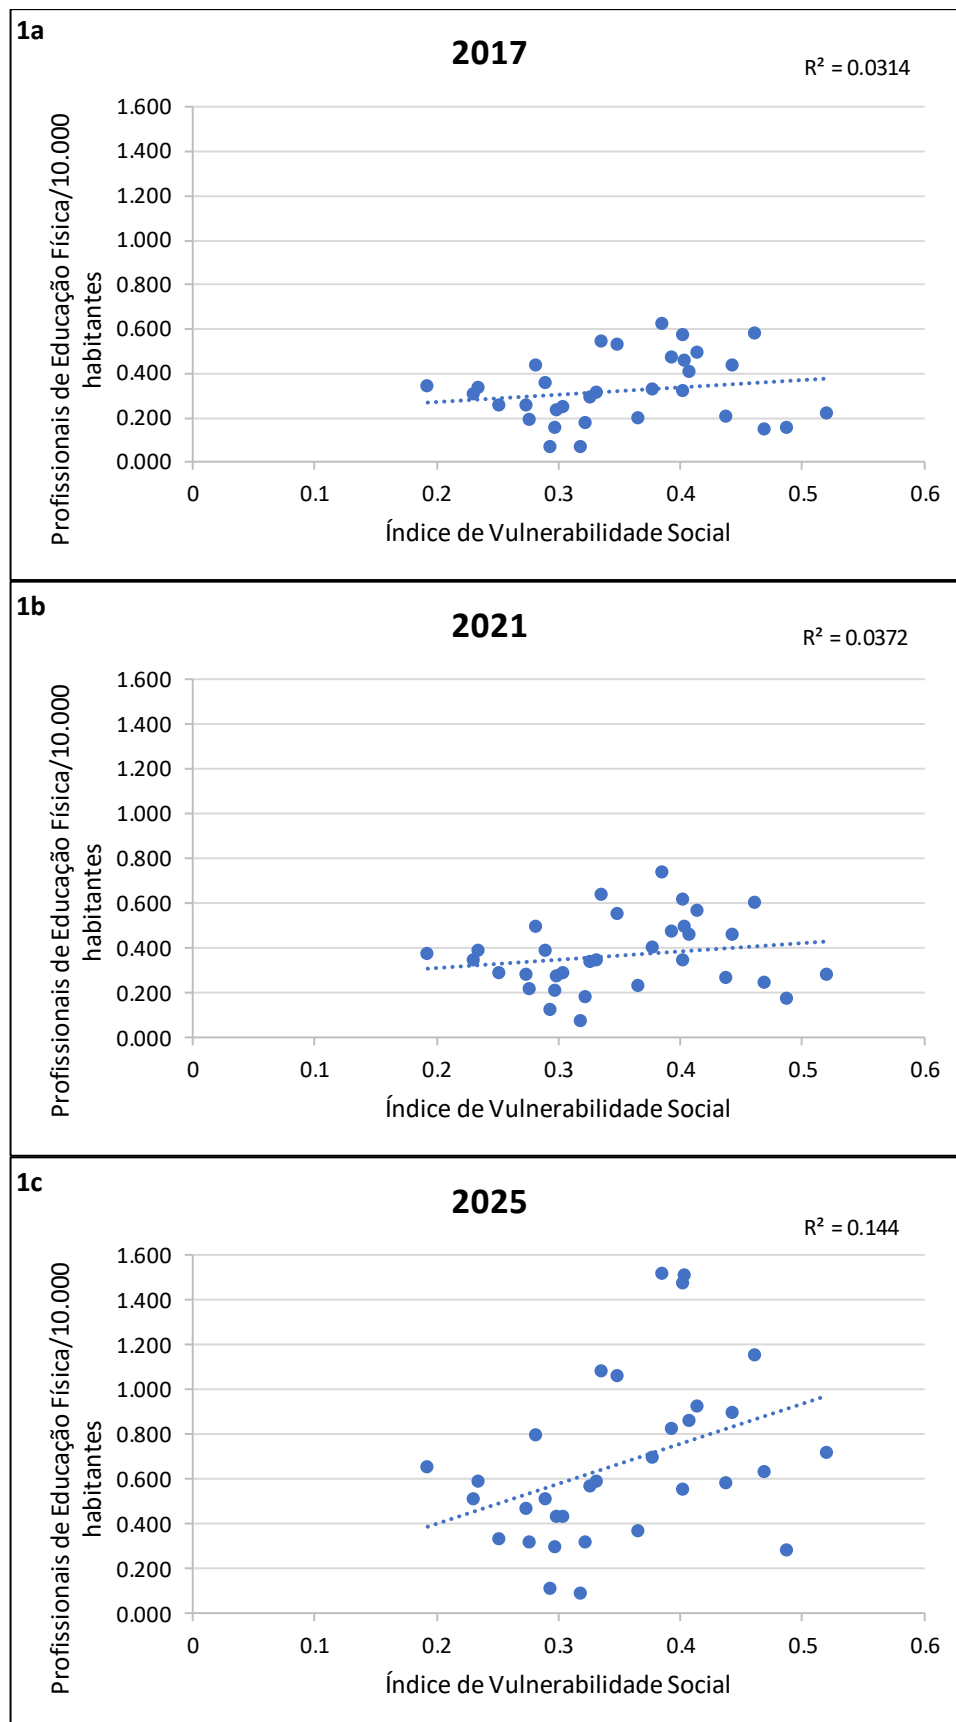 1a
2017
R² = 0.0314
Profissionais de Educação Física/10.000
habitantes
1.600
1.400
1.200
1.000
0.800
0.600
0.400
0.200
0.000
0 0.1 0.2 0.3 0.4 0.5 0.6
Índice de Vulnerabilidade Social
1b
2021
R² = 0.0372
Profissionais de Educação Física/10.000
habitantes
1.600
1.400
1.200
1.000
0.800
0.600
0.400
0.200
0.000
0 0.1 0.2 0.3 0.4 0.5 0.6
Índice de Vulnerabilidade Social
1c
2025
R² = 0.144
Profissionais de Educação Física/10.000
habitantes
1.600
1.400
1.200
1.000
0.800
0.600
0.400
0.200
0.000
0 0.1 0.2 0.3 0.4 0.5 0.6
Índice de Vulnerabilidade Social